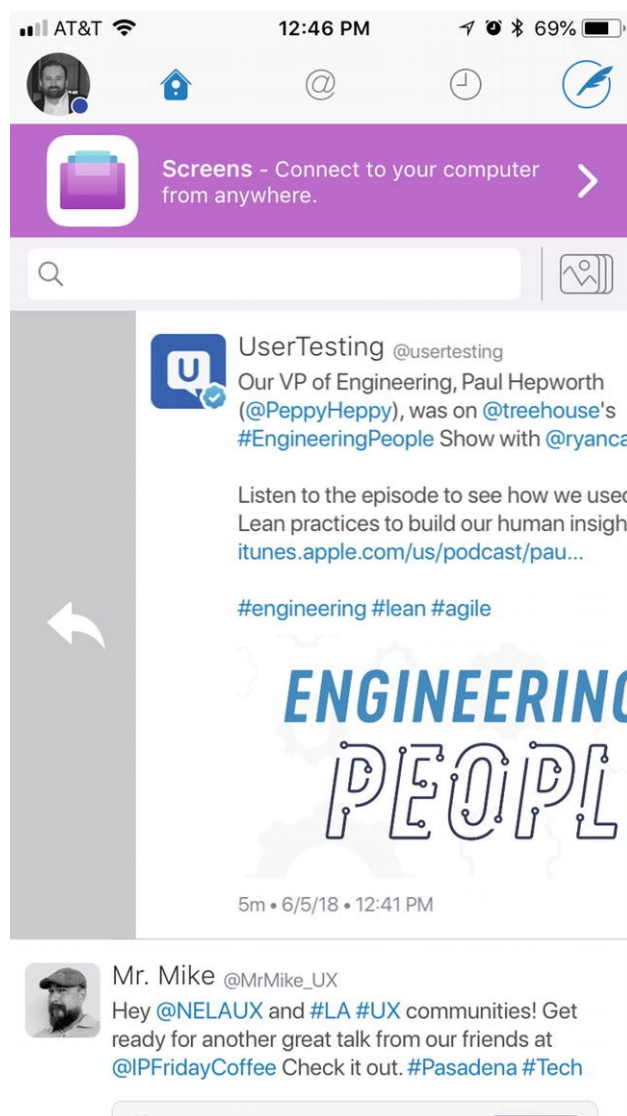 AT&T 12:46 PM 69%
@
Screens - Connect to your computer
from anywhere.
U UserTesting @usertesting
Our VP of Engineering, Paul Hepworth
(@PeppyHeppy), was on @treehouse's
#EngineeringPeople Show with @ryanca
Listen to the episode to see how we used
Lean practices to build our human insigh
itunes.apple.com/us/podcast/pau...
#engineering #lean #agile
ENGINEERING
PEOPL
5m • 6/5/18 • 12:41 PM
Mr. Mike @MrMike_UX
Hey @NELAUX and #LA #UX communities! Get
ready for another great talk from our friends at
@IPFridayCoffee Check it out. #Pasadena #Tech